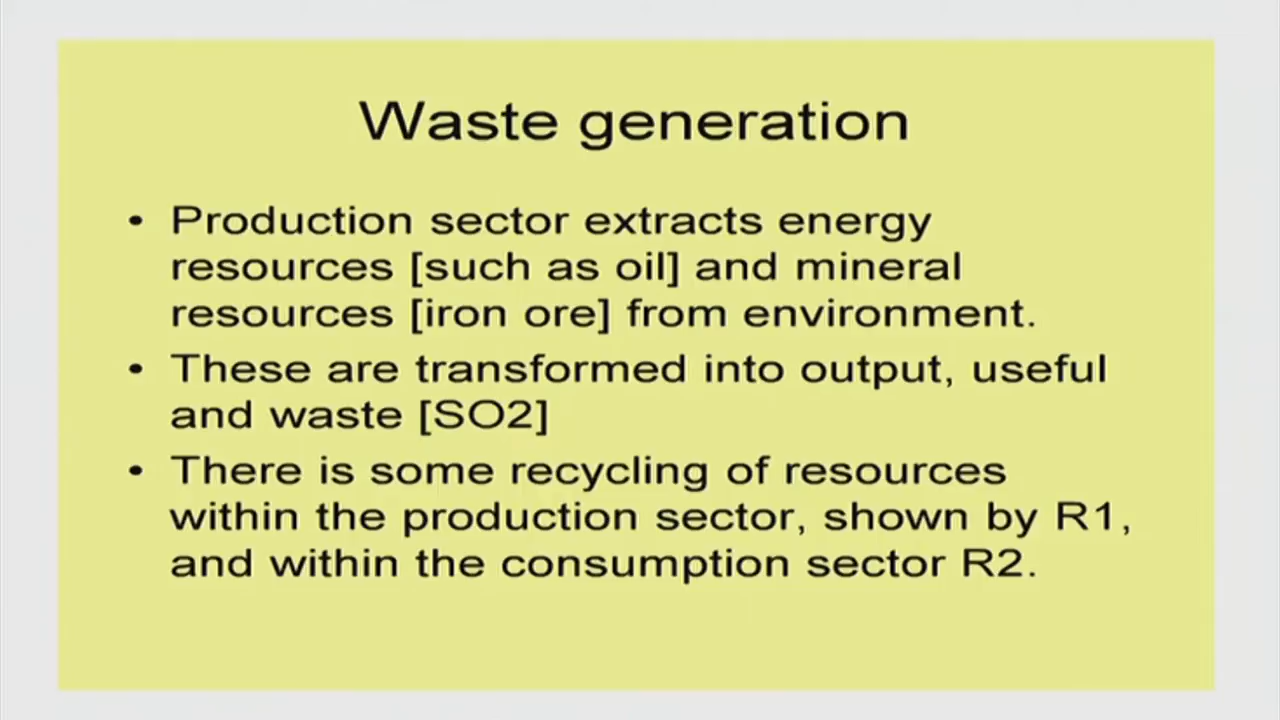 Waste generation
• Production sector extracts energy
resources [such as oil] and mineral
resources [iron ore] from environment.
• These are transformed into output, useful
and waste [SO2]
• There is some recycling of resources
within the production sector, shown by R1,
and within the consumption sector R2.